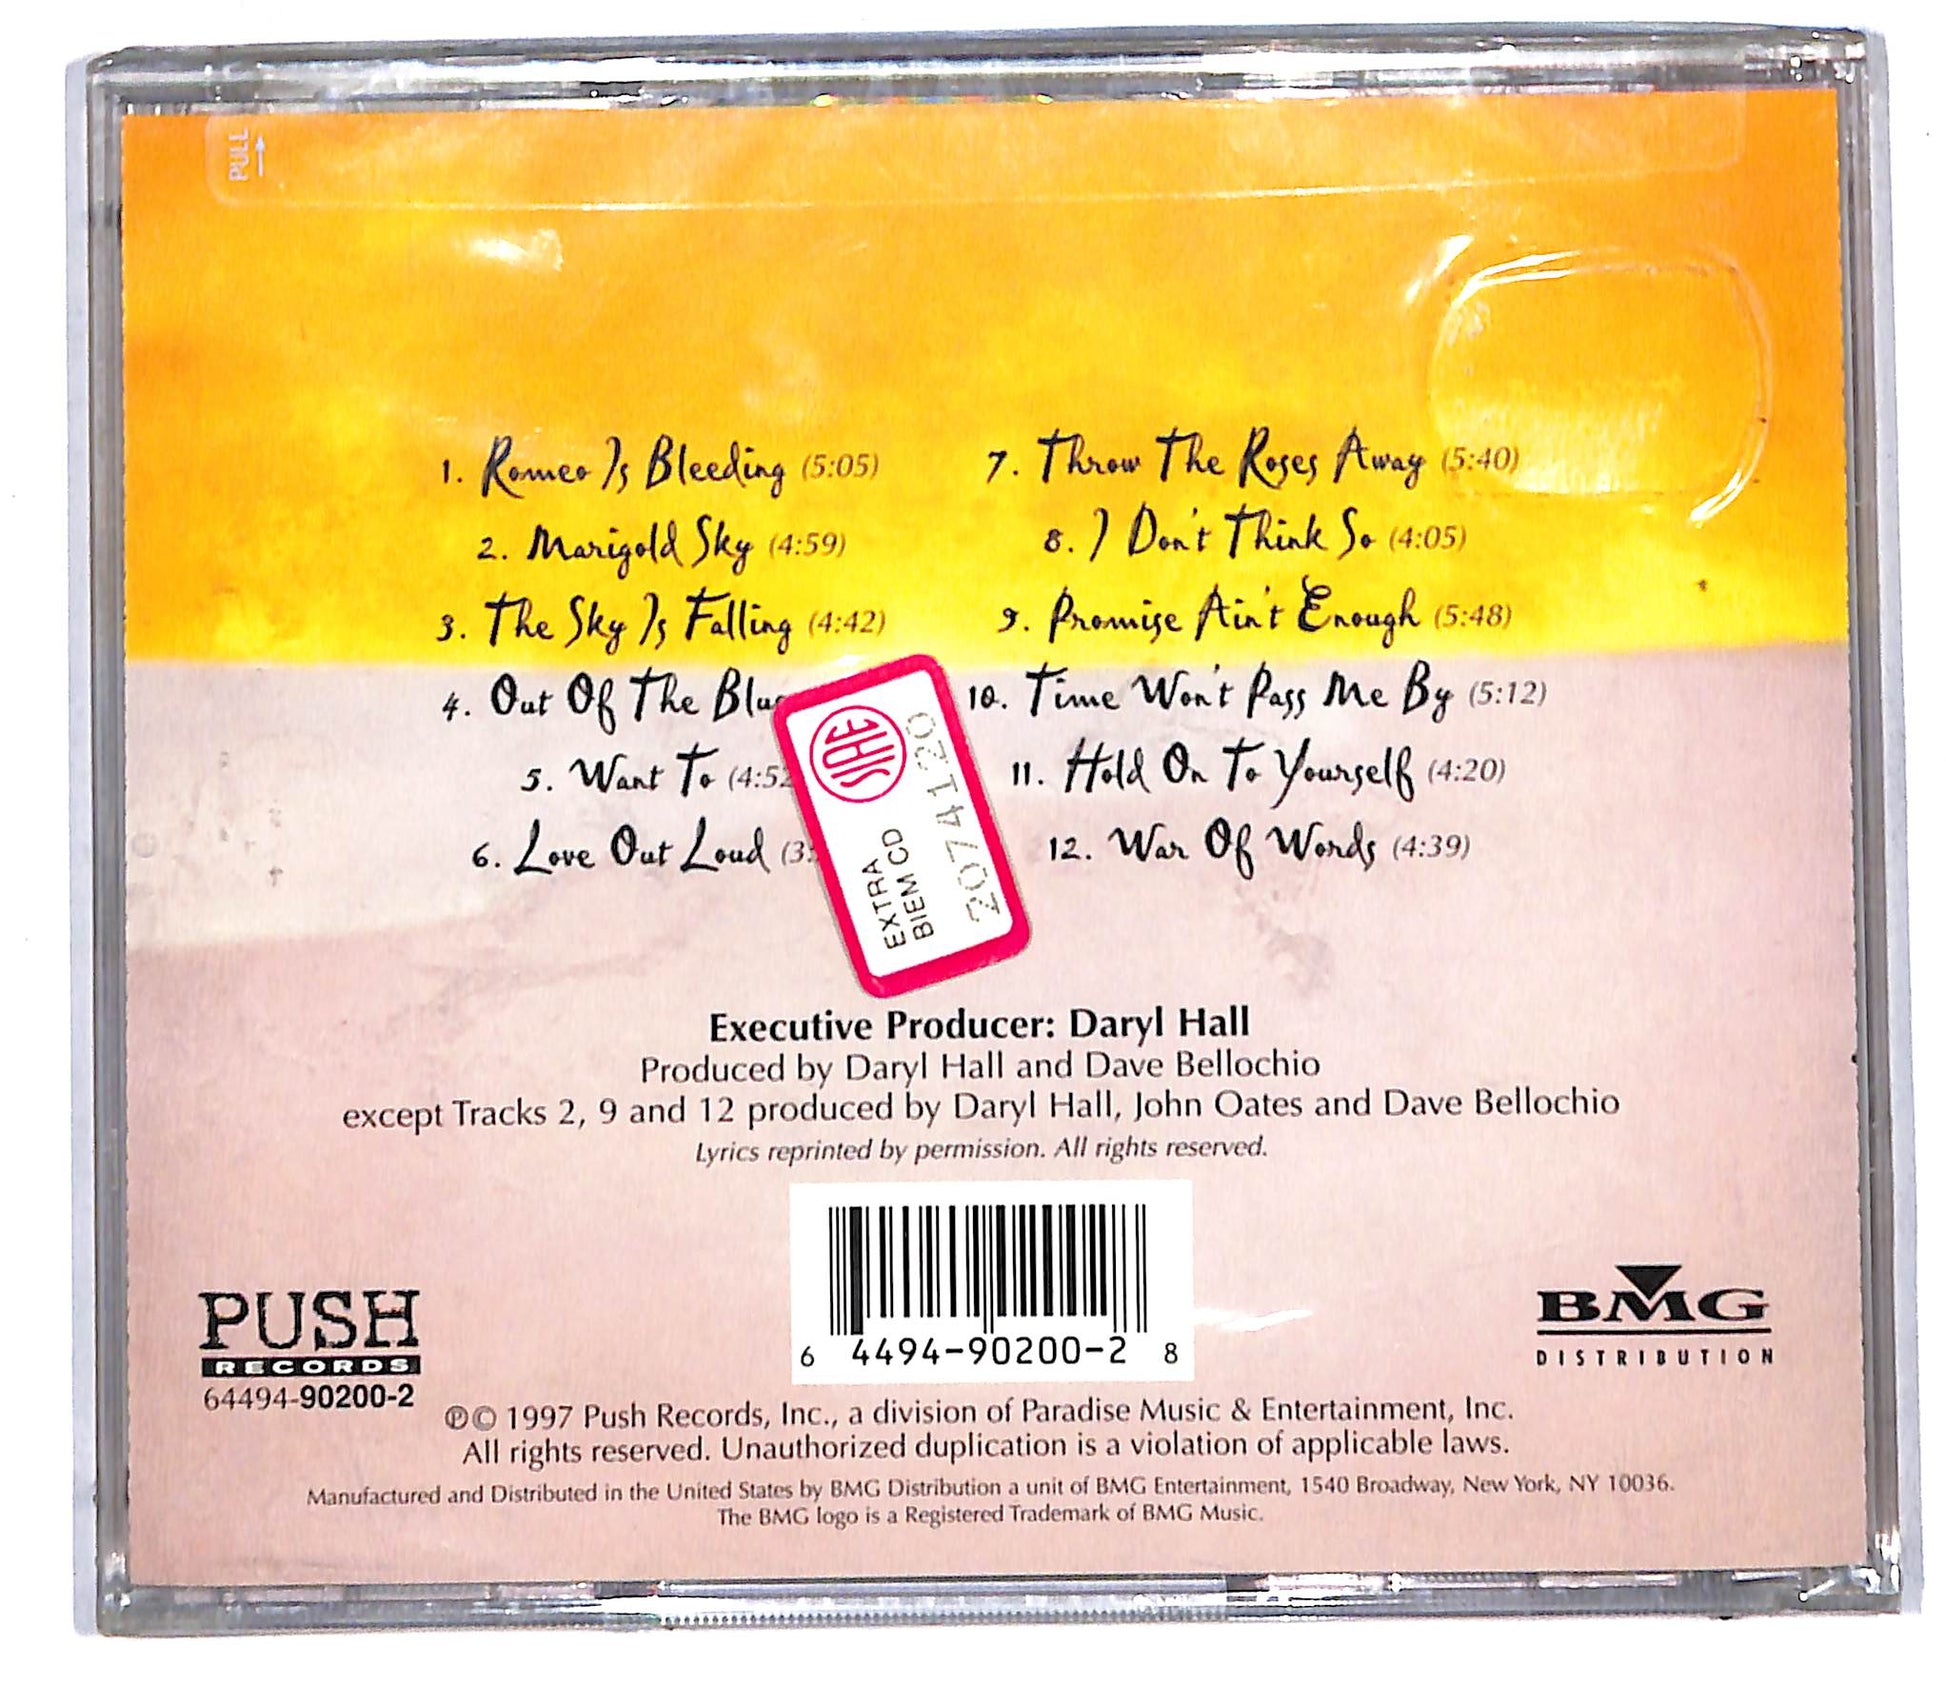 PULL
1. Romeo Is Bleeding (5:05)
2. Marigold Sky (4:59)
3. The Sky Is Falling (4:42)
4. Out Of The Blue
5. Want To (4:52
6. Love Out Loud (3:
7. Throw The Roses Away (5:40)
8. I Don't Think So (4:05)
9. Promise Ain't Enough (5:48)
10. Time Won't Pass Me By (5:12)
11. Hold On To Yourself (4:20)
12. War Of Words (4:39)
SIAE
EXTRA
BIEM CD
20741220
Executive Producer: Daryl Hall
Produced by Daryl Hall and Dave Bellochio
except Tracks 2, 9 and 12 produced by Daryl Hall, John Oates and Dave Bellochio
Lyrics reprinted by permission. All rights reserved.
6 4494-90200-2 8
PUSH
RECORDS
64494-90200-2
BMG
DISTRIBUTION
℗© 1997 Push Records, Inc., a division of Paradise Music & Entertainment, Inc.
All rights reserved. Unauthorized duplication is a violation of applicable laws.
Manufactured and Distributed in the United States by BMG Distribution a unit of BMG Entertainment, 1540 Broadway, New York, NY 10036.
The BMG logo is a Registered Trademark of BMG Music.